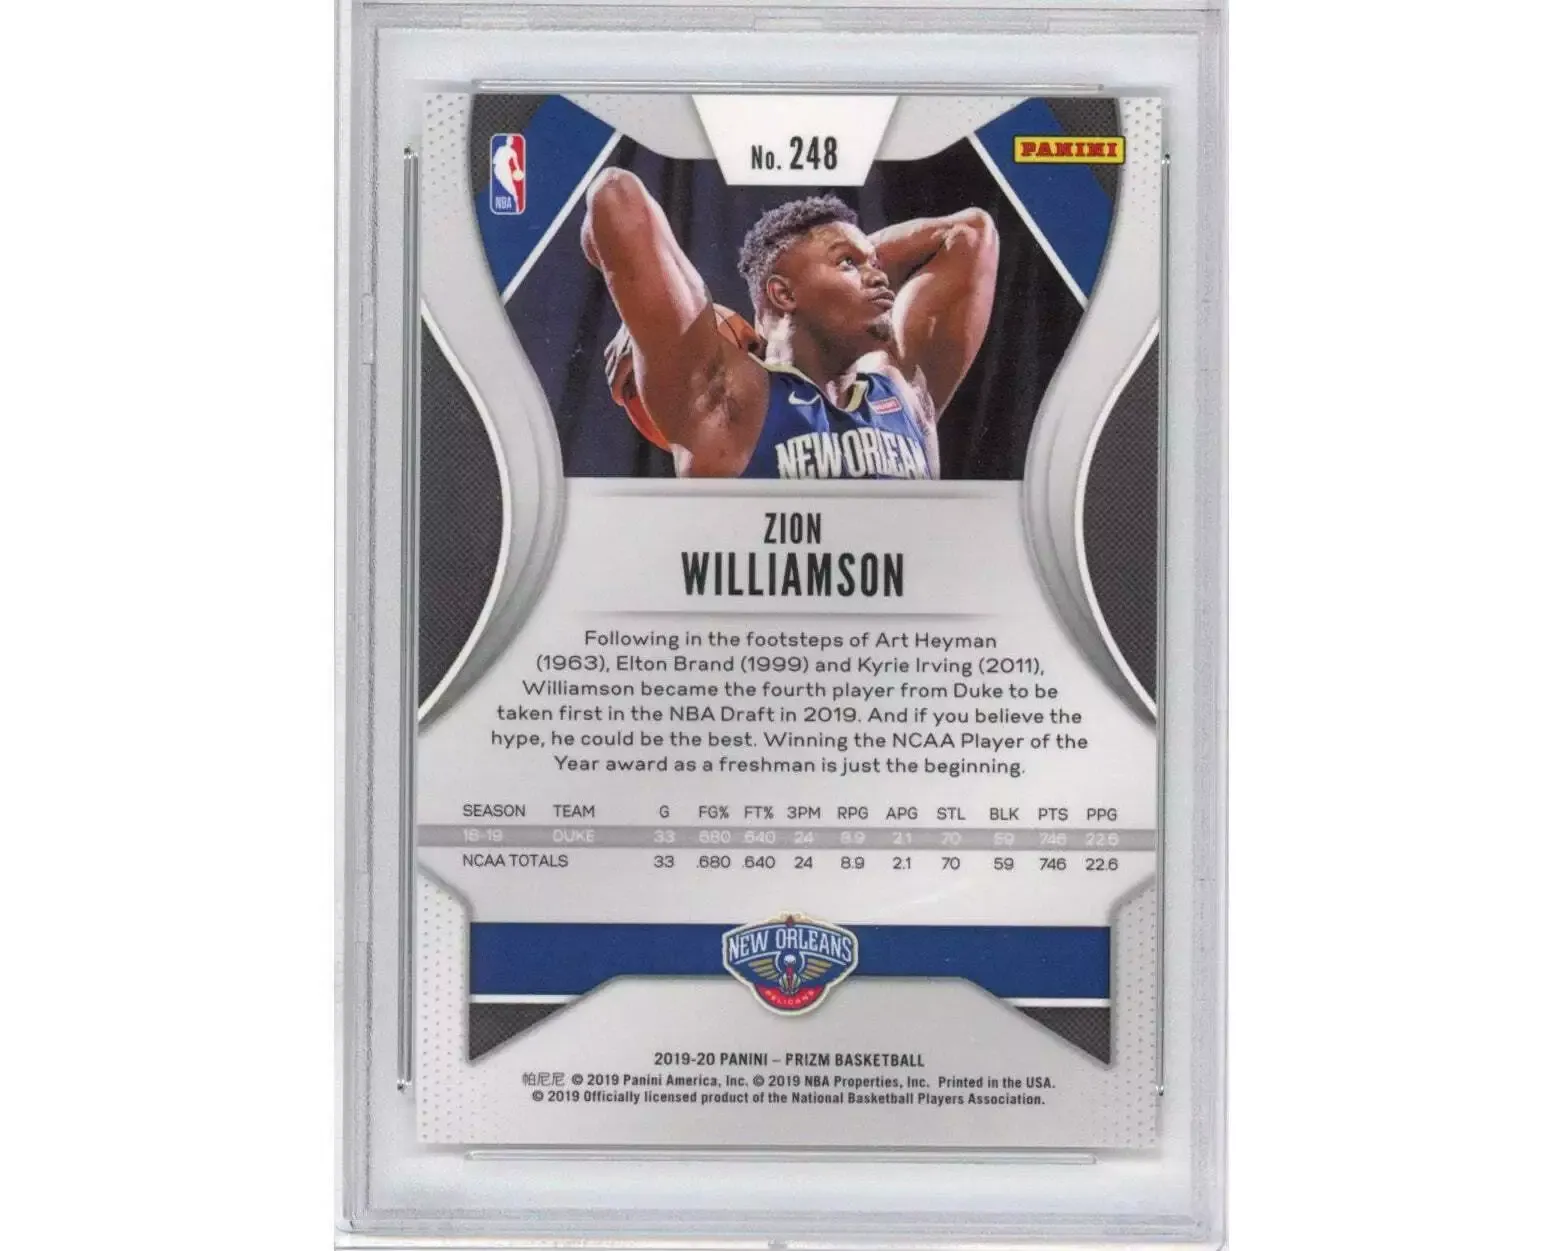 No. 248
NBA
PANINI
NEW ORLEAN
ZION
WILLIAMSON
Following in the footsteps of Art Heyman
(1963), Elton Brand (1999) and Kyrie Irving (2011),
Williamson became the fourth player from Duke to be
taken first in the NBA Draft in 2019. And if you believe the
hype, he could be the best. Winning the NCAA Player of the
Year award as a freshman is just the beginning.
SEASON TEAM G FG% FT% 3PM RPG APG STL BLK PTS PPG
18-19 DUKE 33 .680 .640 24 8.9 2.1 70 59 746 22.6
NCAA TOTALS 33 .680 .640 24 8.9 2.1 70 59 746 22.6
NEW ORLEANS
PELICANS
2019-20 PANINI – PRIZM BASKETBALL
帕尼尼 © 2019 Panini America, Inc. © 2019 NBA Properties, Inc. Printed in the USA.
© 2019 Officially licensed product of the National Basketball Players Association.